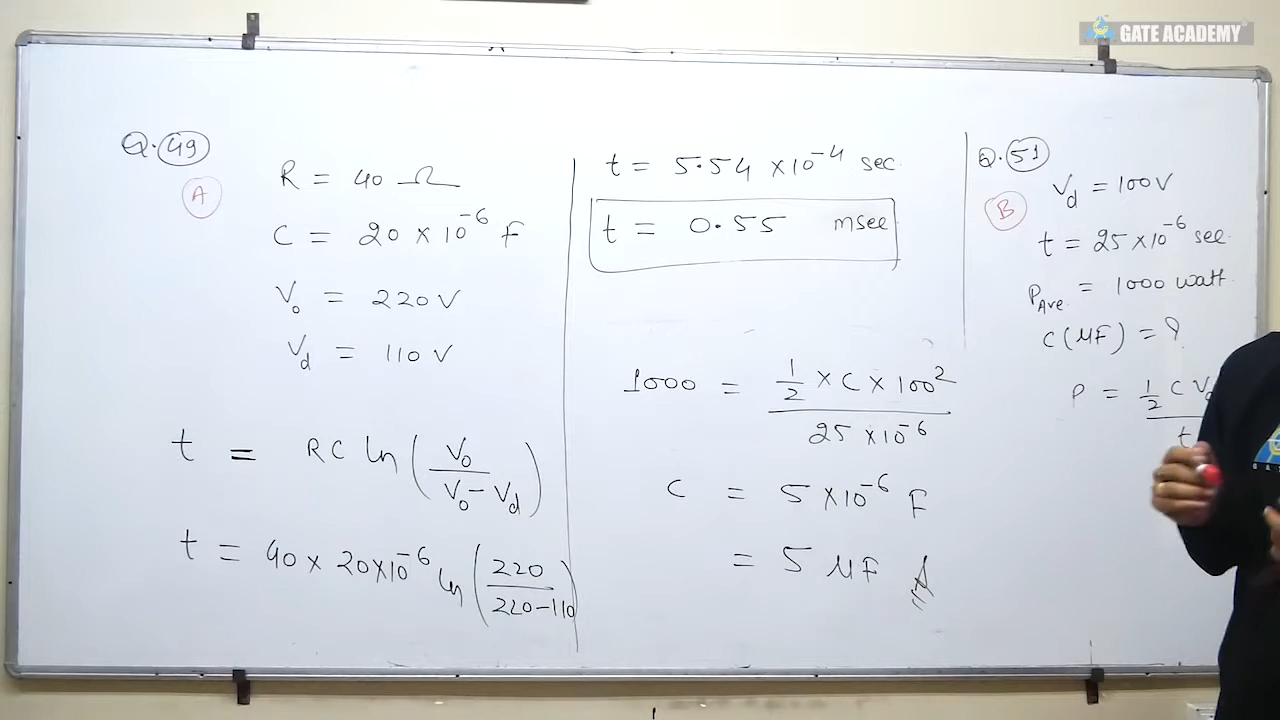 GATE ACADEMY
Q. 49
A
R = 40 Ω
C = 20 × 10⁻⁶ F
V₀ = 220 V
V_d = 110 V
t = RC ln (V₀ / (V₀ - V_d))
t = 40 × 20 × 10⁻⁶ ln (220 / (220 - 110))
t = 5.54 × 10⁻⁴ sec.
t = 0.55 msec
1000 = (1/2 × C × 100²) / (25 × 10⁻⁶)
C = 5 × 10⁻⁶ F
= 5 μF
Q. 51
B
V_d = 100V
t = 25 × 10⁻⁶ sec.
P_Ave. = 1000 watt.
C (μF) = ?
P = 1/2 C V_d / t